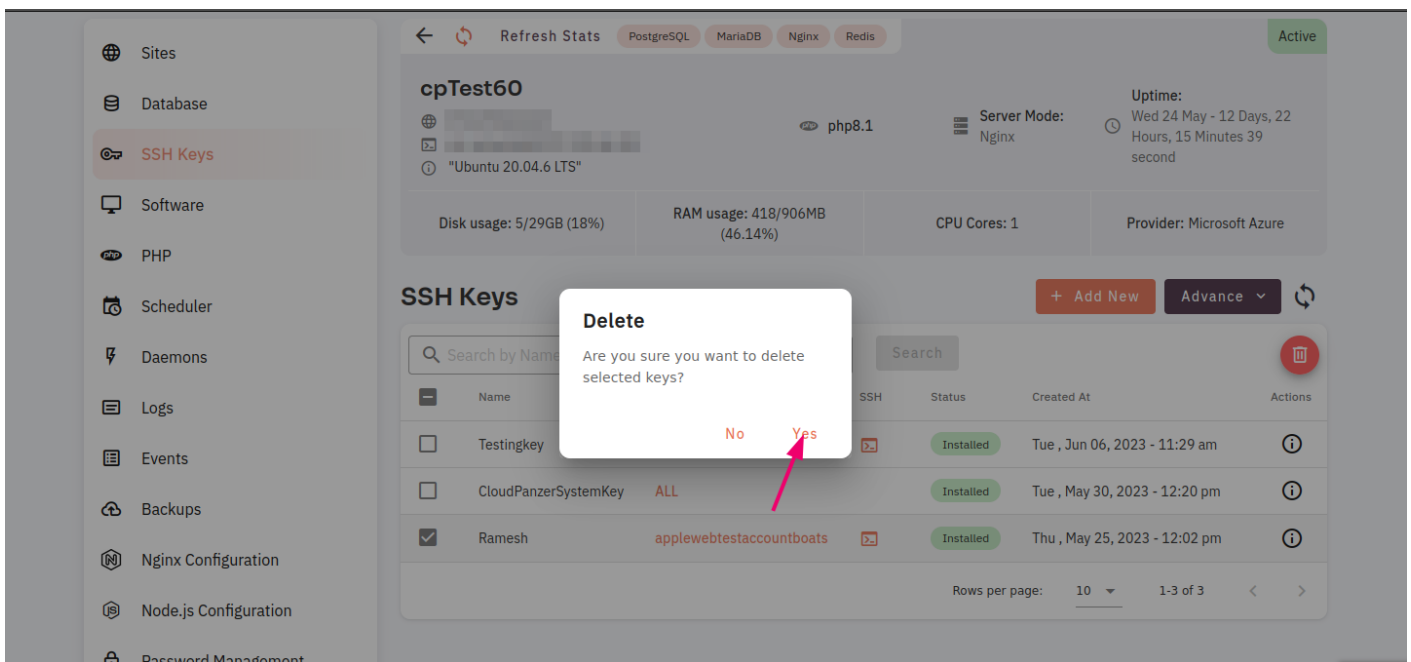 Sites
Database
SSH Keys
Software
PHP
Scheduler
Daemons
Logs
Events
Backups
Nginx Configuration
Node.js Configuration
Password Management
Refresh Stats PostgreSQL MariaDB Nginx Redis
Active
cpTest60
"Ubuntu 20.04.6 LTS"
php php8.1
Server Mode:
Nginx
Uptime:
Wed 24 May - 12 Days, 22
Hours, 15 Minutes 39
second
Disk usage: 5/29GB (18%)
RAM usage: 418/906MB
(46.14%)
CPU Cores: 1
Provider: Microsoft Azure
SSH Keys
+ Add New Advance
Search by Name
Search
Delete
Are you sure you want to delete
selected keys?
No Yes
Name SSH Status Created At Actions
Testingkey Installed Tue , Jun 06, 2023 - 11:29 am
CloudPanzerSystemKey ALL Installed Tue , May 30, 2023 - 12:20 pm
Ramesh applewebtestaccountboats Installed Thu , May 25, 2023 - 12:02 pm
Rows per page: 10 1-3 of 3